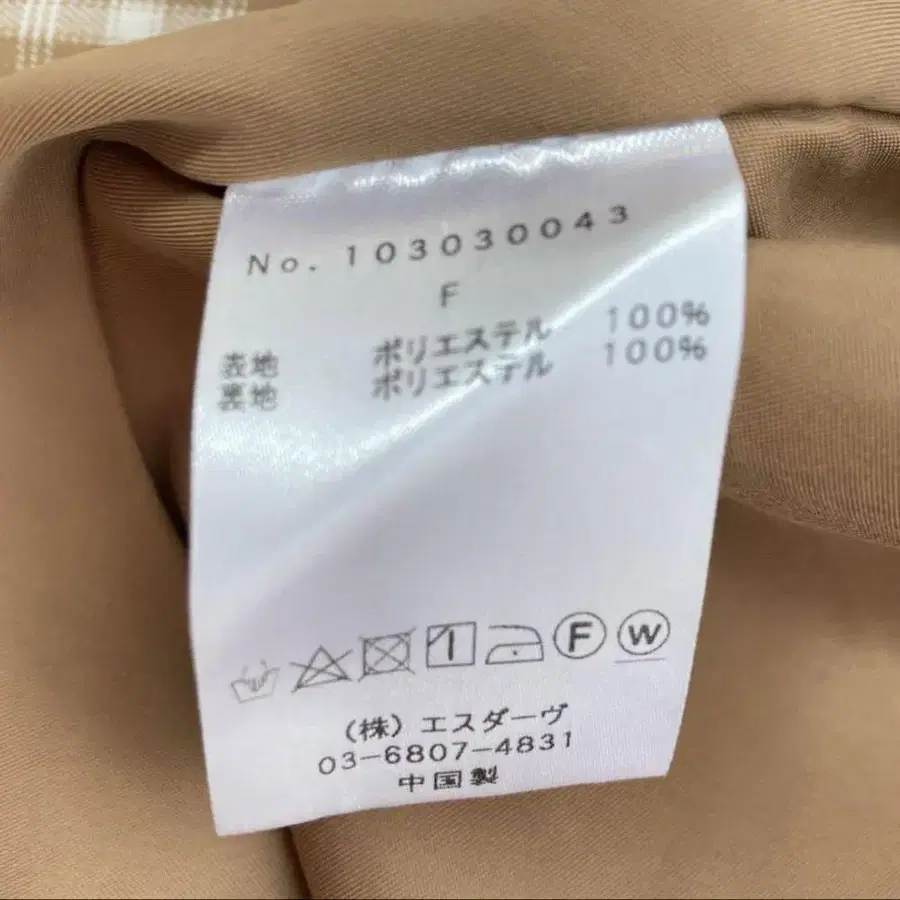 No. 103030043
F
表地 ポリエステル 100%
裏地 ポリエステル 100%
F W
(株) エスダーヴ
03-6807-4831
中国製